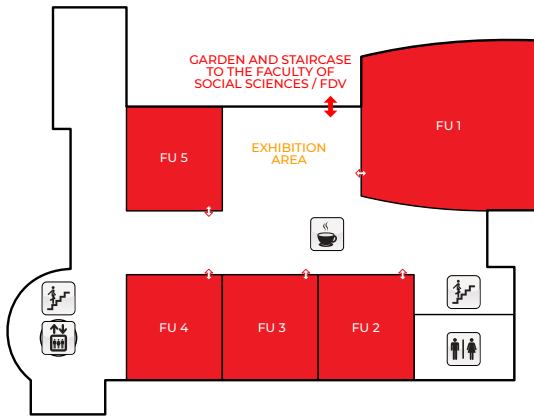 GARDEN AND STAIRCASE
TO THE FACULTY OF
SOCIAL SCIENCES / FDV
FU 1
EXHIBITION
AREA
FU 5
FU 4
FU 3
FU 2